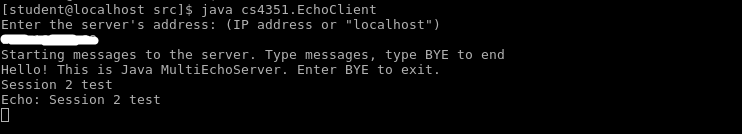 [student@localhost src]$ java cs4351.EchoClient
Enter the server's address: (IP address or "localhost")
Starting messages to the server. Type messages, type BYE to end
Hello! This is Java MultiEchoServer. Enter BYE to exit.
Session 2 test
Echo: Session 2 test